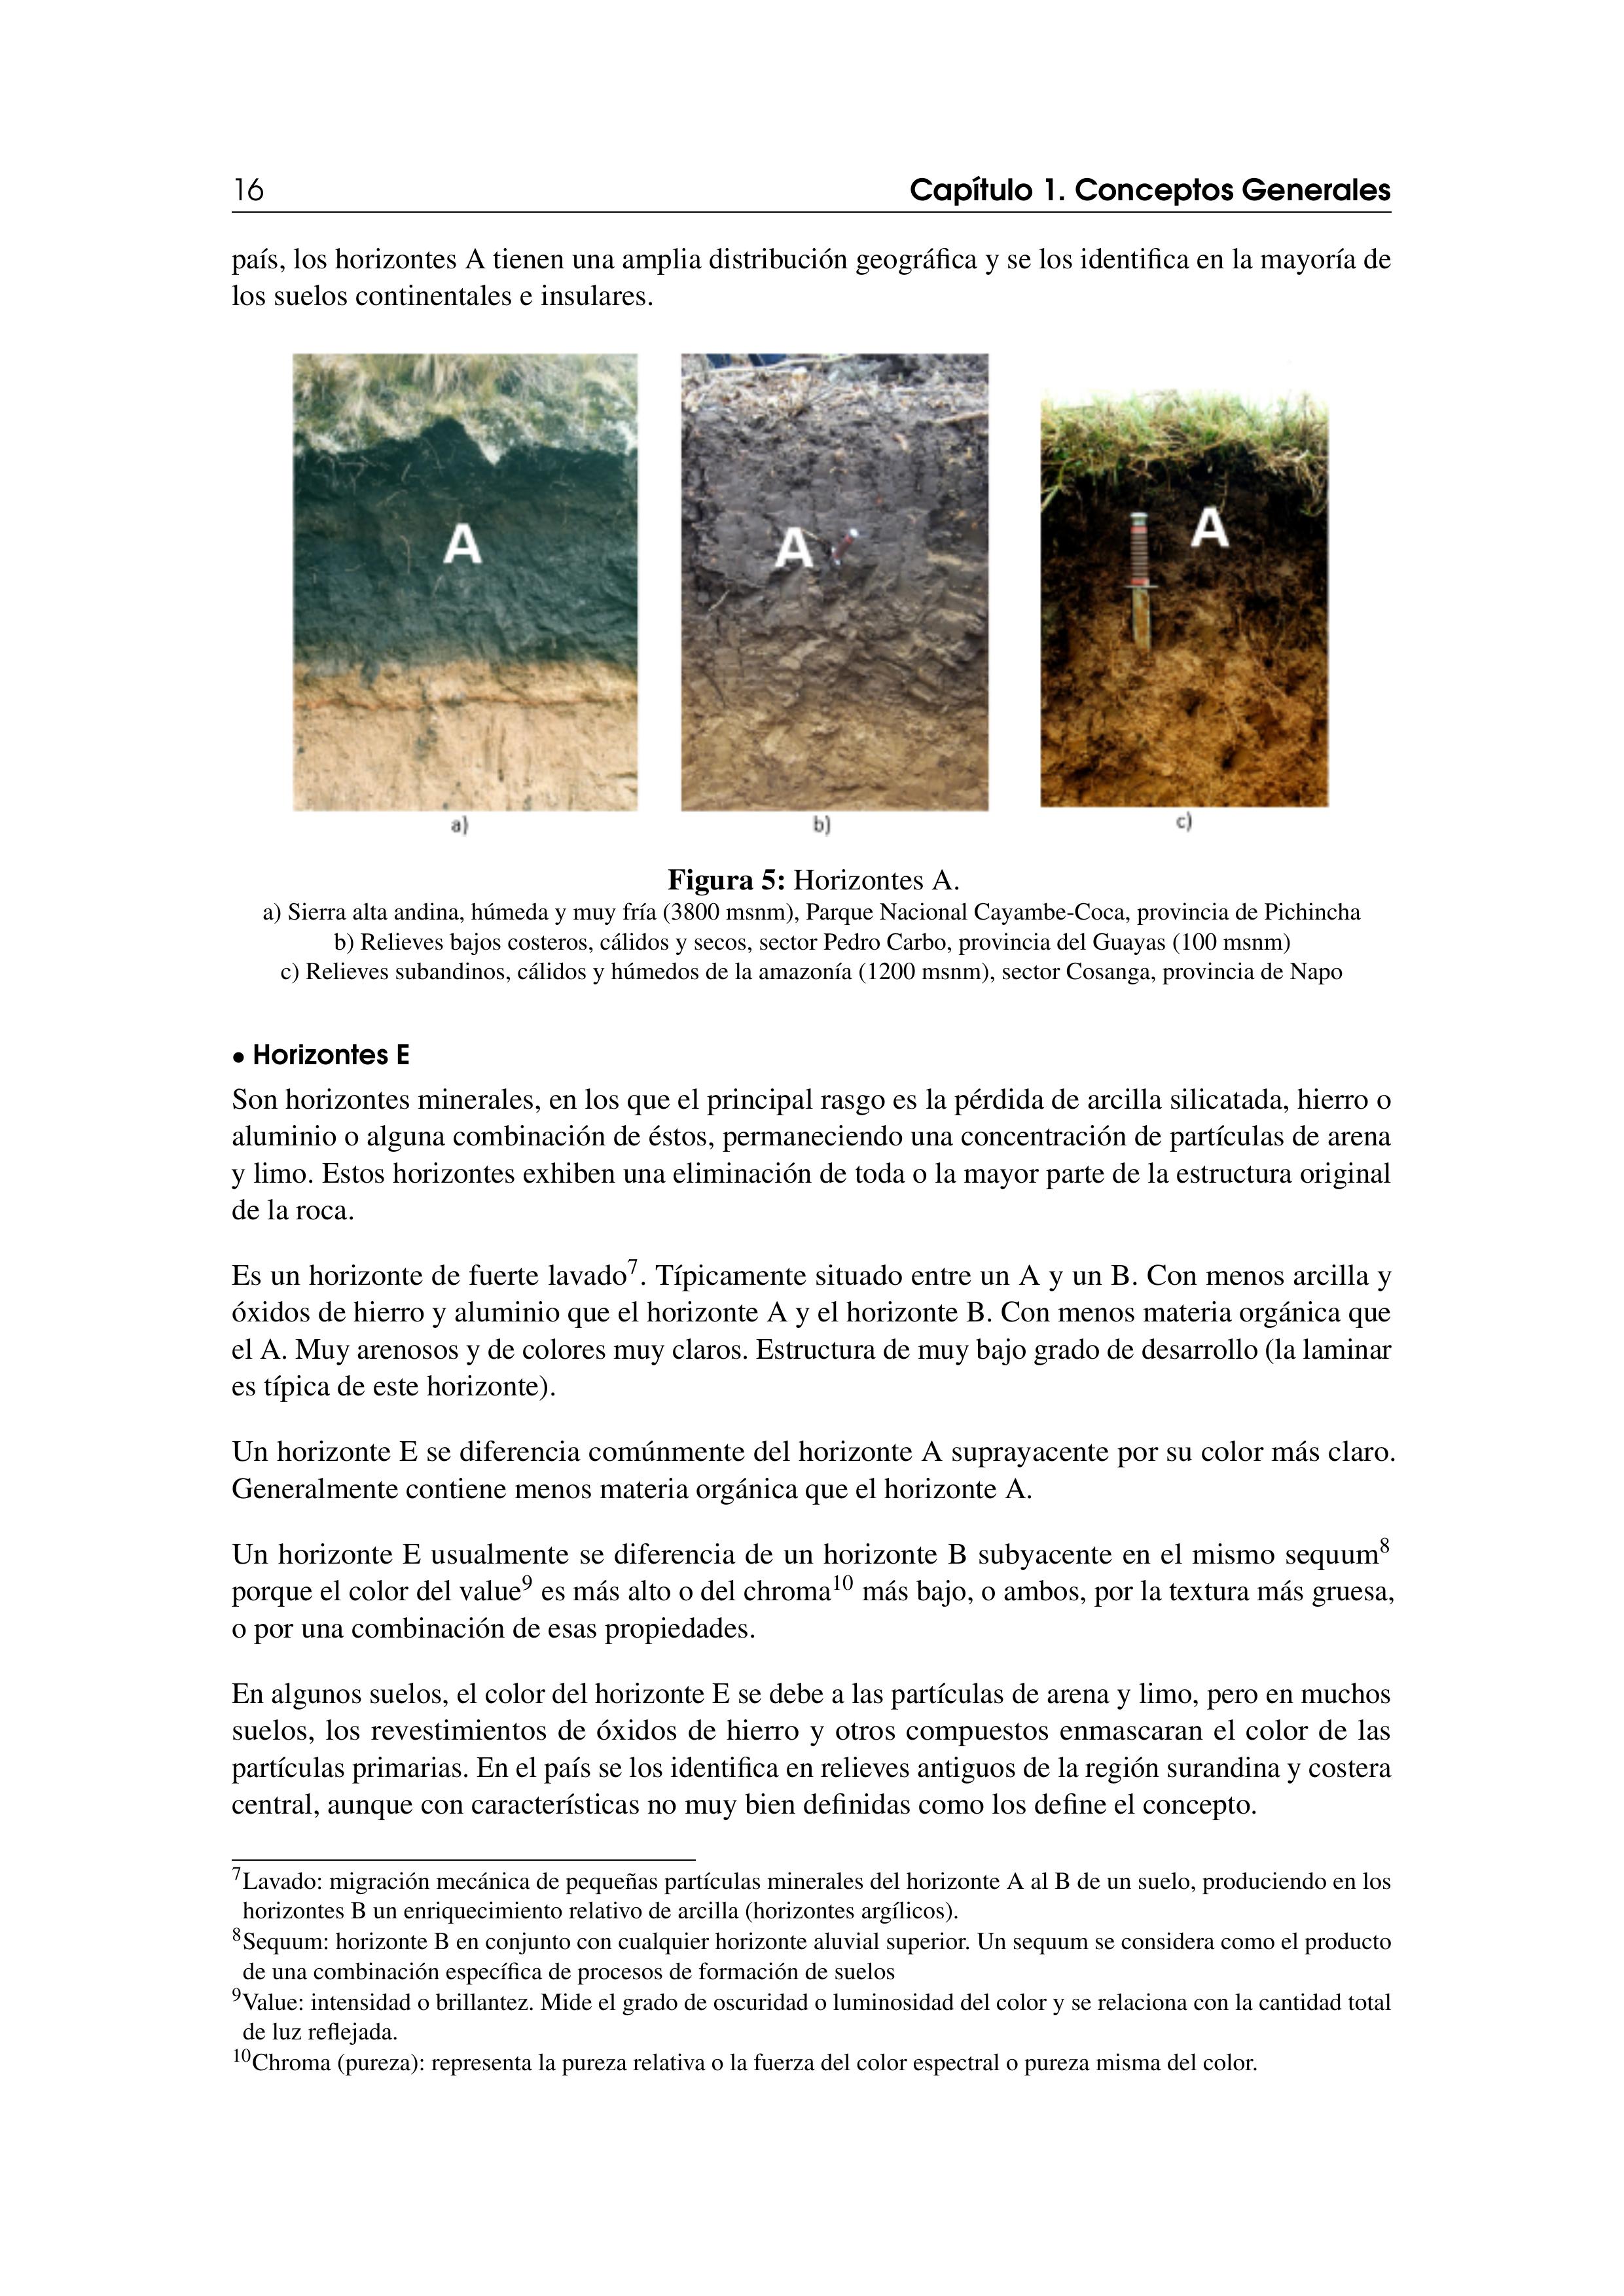 16
Capítulo 1. Conceptos Generales
país, los horizontes A tienen una amplia distribución geográfica y se los identifica en la mayoría de
los suelos continentales e insulares.
A
A
A
a)
b)
c)
Figura 5: Horizontes A.
a) Sierra alta andina, húmeda y muy fría (3800 msnm), Parque Nacional Cayambe-Coca, provincia de Pichincha
b) Relieves bajos costeros, cálidos y secos, sector Pedro Carbo, provincia del Guayas (100 msnm)
c) Relieves subandinos, cálidos y húmedos de la amazonía (1200 msnm), sector Cosanga, provincia de Napo
• Horizontes E
Son horizontes minerales, en los que el principal rasgo es la pérdida de arcilla silicatada, hierro o
aluminio o alguna combinación de éstos, permaneciendo una concentración de partículas de arena
y limo. Estos horizontes exhiben una eliminación de toda o la mayor parte de la estructura original
de la roca.
Es un horizonte de fuerte lavado⁷. Típicamente situado entre un A y un B. Con menos arcilla y
óxidos de hierro y aluminio que el horizonte A y el horizonte B. Con menos materia orgánica que
el A. Muy arenosos y de colores muy claros. Estructura de muy bajo grado de desarrollo (la laminar
es típica de este horizonte).
Un horizonte E se diferencia comúnmente del horizonte A suprayacente por su color más claro.
Generalmente contiene menos materia orgánica que el horizonte A.
Un horizonte E usualmente se diferencia de un horizonte B subyacente en el mismo sequum⁸
porque el color del value⁹ es más alto o del chroma¹⁰ más bajo, o ambos, por la textura más gruesa,
o por una combinación de esas propiedades.
En algunos suelos, el color del horizonte E se debe a las partículas de arena y limo, pero en muchos
suelos, los revestimientos de óxidos de hierro y otros compuestos enmascaran el color de las
partículas primarias. En el país se los identifica en relieves antiguos de la región surandina y costera
central, aunque con características no muy bien definidas como los define el concepto.
⁷Lavado: migración mecánica de pequeñas partículas minerales del horizonte A al B de un suelo, produciendo en los
horizontes B un enriquecimiento relativo de arcilla (horizontes argílicos).
⁸Sequum: horizonte B en conjunto con cualquier horizonte aluvial superior. Un sequum se considera como el producto
de una combinación específica de procesos de formación de suelos
⁹Value: intensidad o brillantez. Mide el grado de oscuridad o luminosidad del color y se relaciona con la cantidad total
de luz reflejada.
¹⁰Chroma (pureza): representa la pureza relativa o la fuerza del color espectral o pureza misma del color.